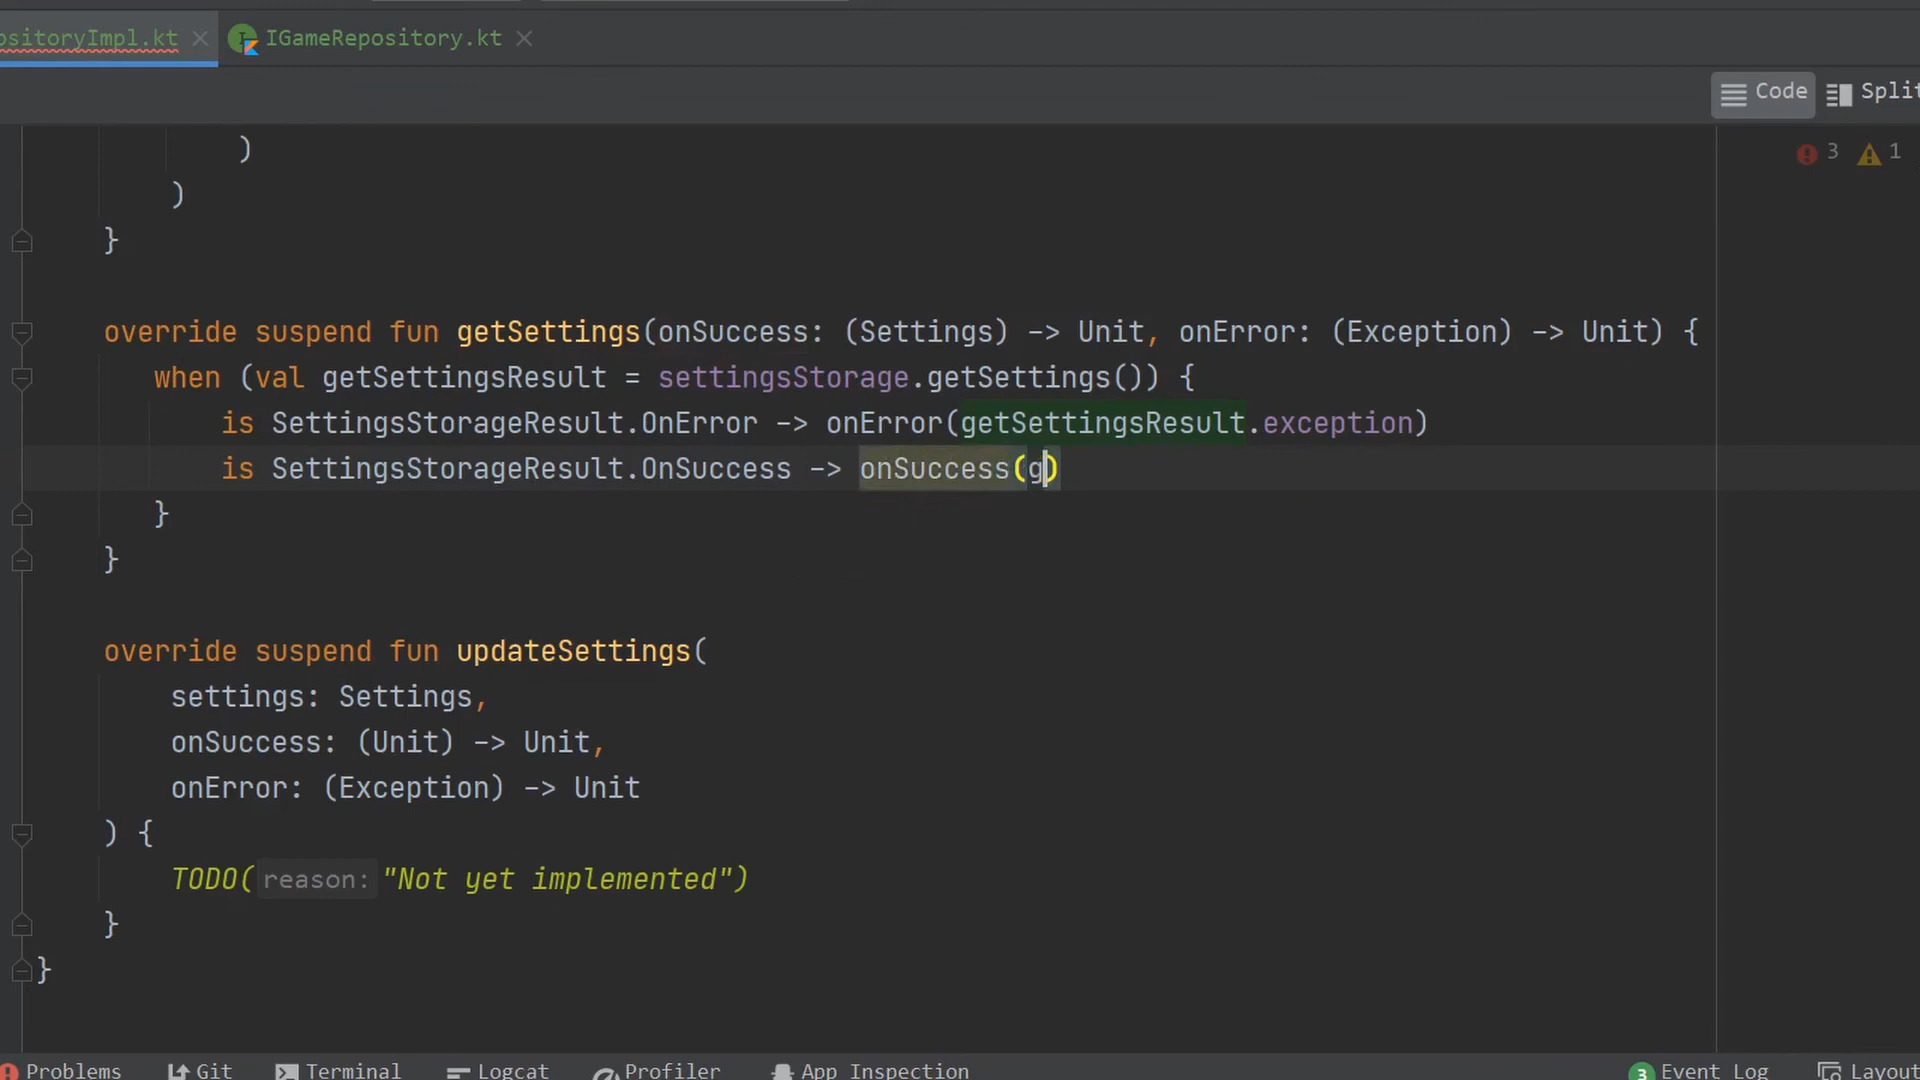 ositoryImpl.kt IGameRepository.kt
Code Split
3 1
)
)
}
override suspend fun getSettings(onSuccess: (Settings) -> Unit, onError: (Exception) -> Unit) {
when (val getSettingsResult = settingsStorage.getSettings()) {
is SettingsStorageResult.OnError -> onError(getSettingsResult.exception)
is SettingsStorageResult.OnSuccess -> onSuccess(g)
}
}
override suspend fun updateSettings(
settings: Settings,
onSuccess: (Unit) -> Unit,
onError: (Exception) -> Unit
) {
TODO( reason: "Not yet implemented")
}
}
Problems Git Terminal Logcat Profiler App Inspection 3 Event Log Layout